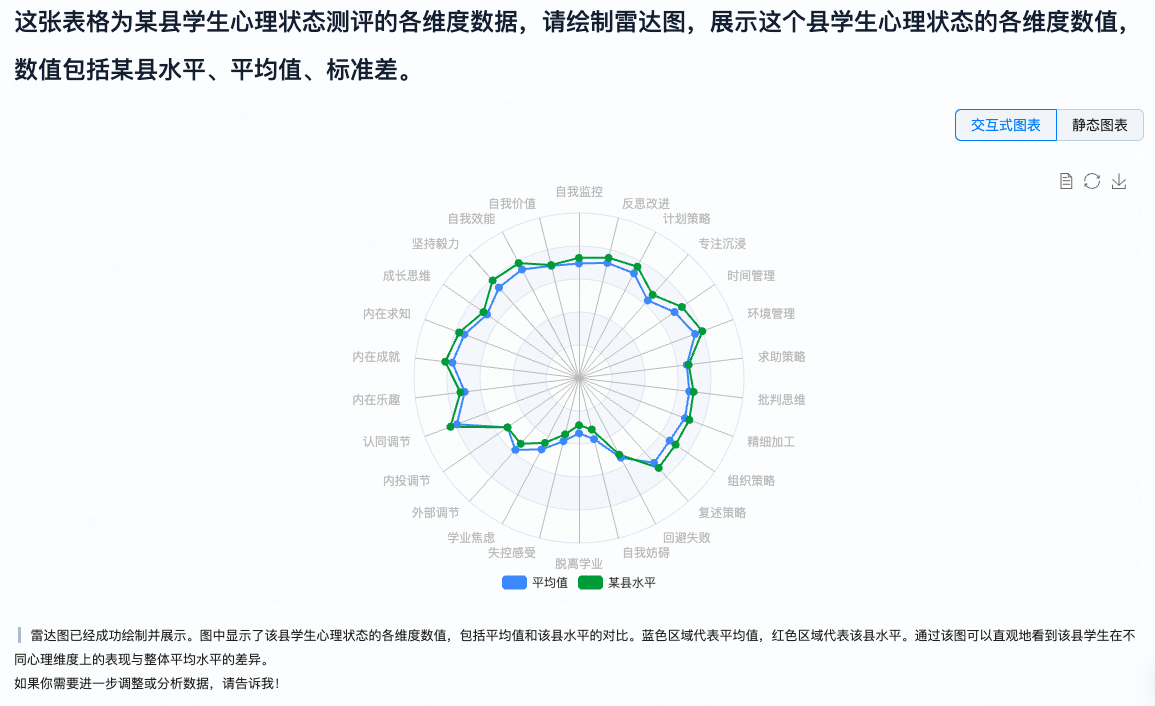 这张表格为某县学生心理状态测评的各维度数据，请绘制雷达图，展示这个县学生心理状态的各维度数值，
数值包括某县水平、平均值、标准差。
交互式图表 静态图表
自我监控
自我价值 反思改进
自我效能 计划策略
坚持毅力 专注沉浸
成长思维 时间管理
内在求知 环境管理
内在成就 求助策略
内在乐趣 批判思维
认同调节 精细加工
内投调节 组织策略
外部调节 复述策略
学业焦虑 回避失败
失控感受 自我妨碍
脱离学业
平均值 某县水平
雷达图已经成功绘制并展示。图中显示了该县学生心理状态的各维度数值，包括平均值和该县水平的对比。蓝色区域代表平均值，红色区域代表该县水平。通过该图可以直观地看到该县学生在不
同心理维度上的表现与整体平均水平的差异。
如果你需要进一步调整或分析数据，请告诉我！